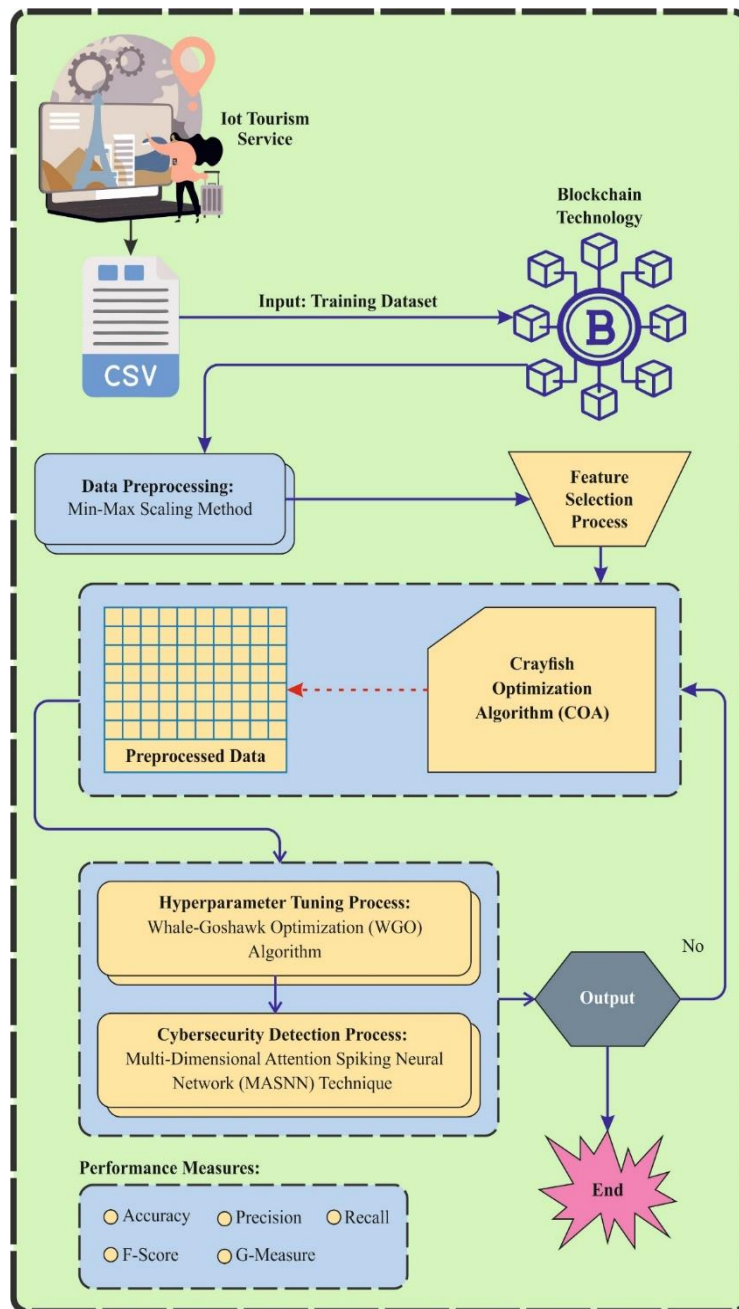 Iot Tourism
Service
Blockchain
Technology
Input: Training Dataset
B
CSV
Data Preprocessing:
Min-Max Scaling Method
Feature
Selection
Process
Crayfish
Optimization
Algorithm (COA)
Preprocessed Data
Hyperparameter Tuning Process:
Whale-Goshawk Optimization (WGO)
Algorithm
No
Output
Cybersecurity Detection Process:
Multi-Dimensional Attention Spiking Neural
Network (MASNN) Technique
End
Performance Measures:
Accuracy Precision Recall
F-Score G-Measure